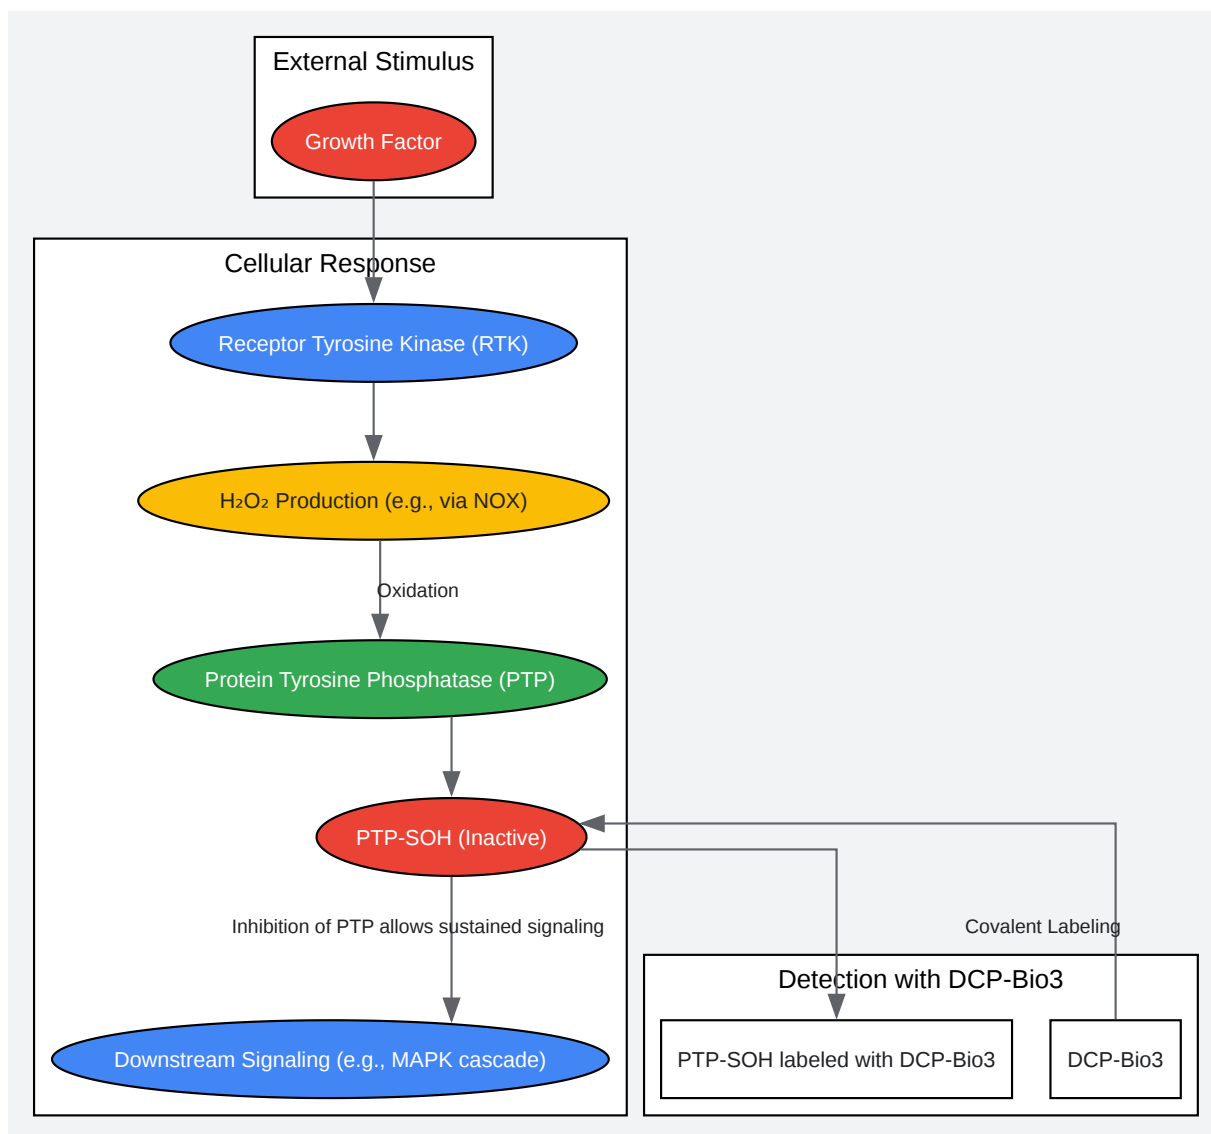 External Stimulus
Growth Factor
Cellular Response
Receptor Tyrosine Kinase (RTK)
H₂O₂ Production (e.g., via NOX)
Oxidation
Protein Tyrosine Phosphatase (PTP)
PTP-SOH (Inactive)
Inhibition of PTP allows sustained signaling
Covalent Labeling
Detection with DCP-Bio3
Downstream Signaling (e.g., MAPK cascade)
PTP-SOH labeled with DCP-Bio3
DCP-Bio3